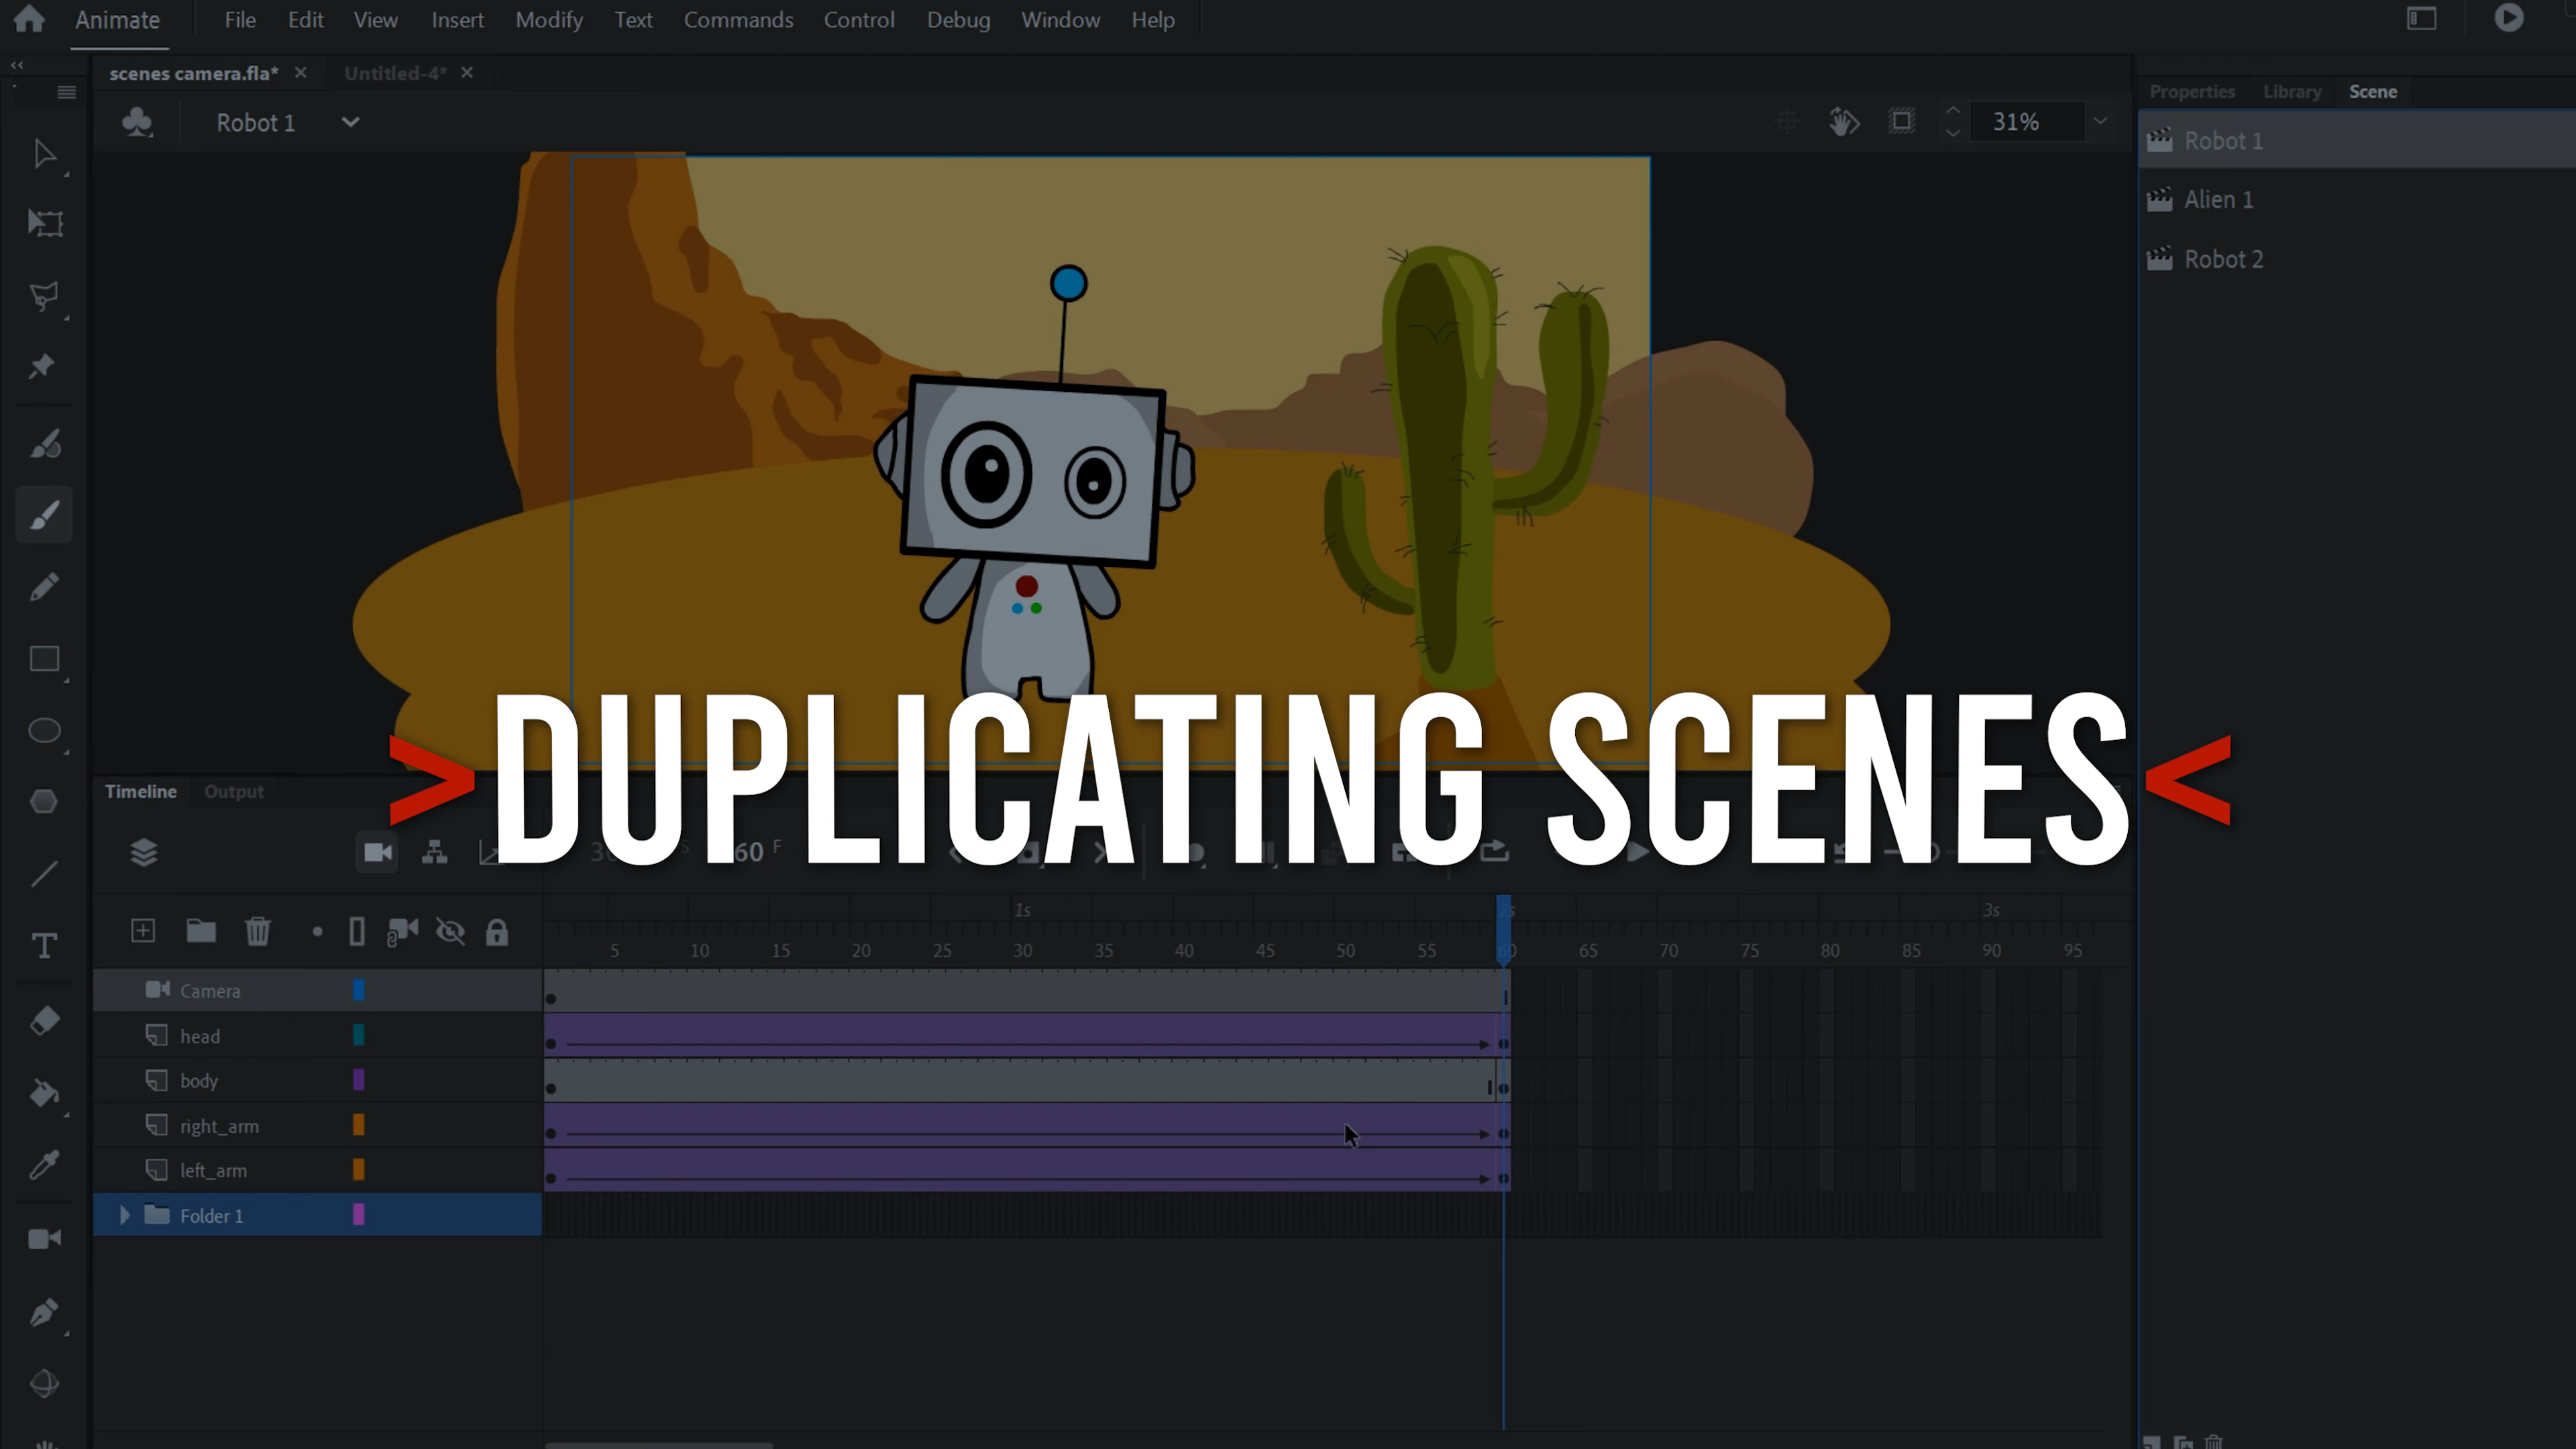 Animate File Edit View Insert Modify Text Commands Control Debug Window Help
scenes camera.fla* Untitled-4*
Properties Library Scene
Robot 1
31%
Robot 1
Alien 1
Robot 2
>DUPLICATING SCENES<
Timeline Output
60 F
1s 2s 3s
5 10 15 20 25 30 35 40 45 50 55 60 65 70 75 80 85 90 95
Camera
head
body
right_arm
left_arm
Folder 1